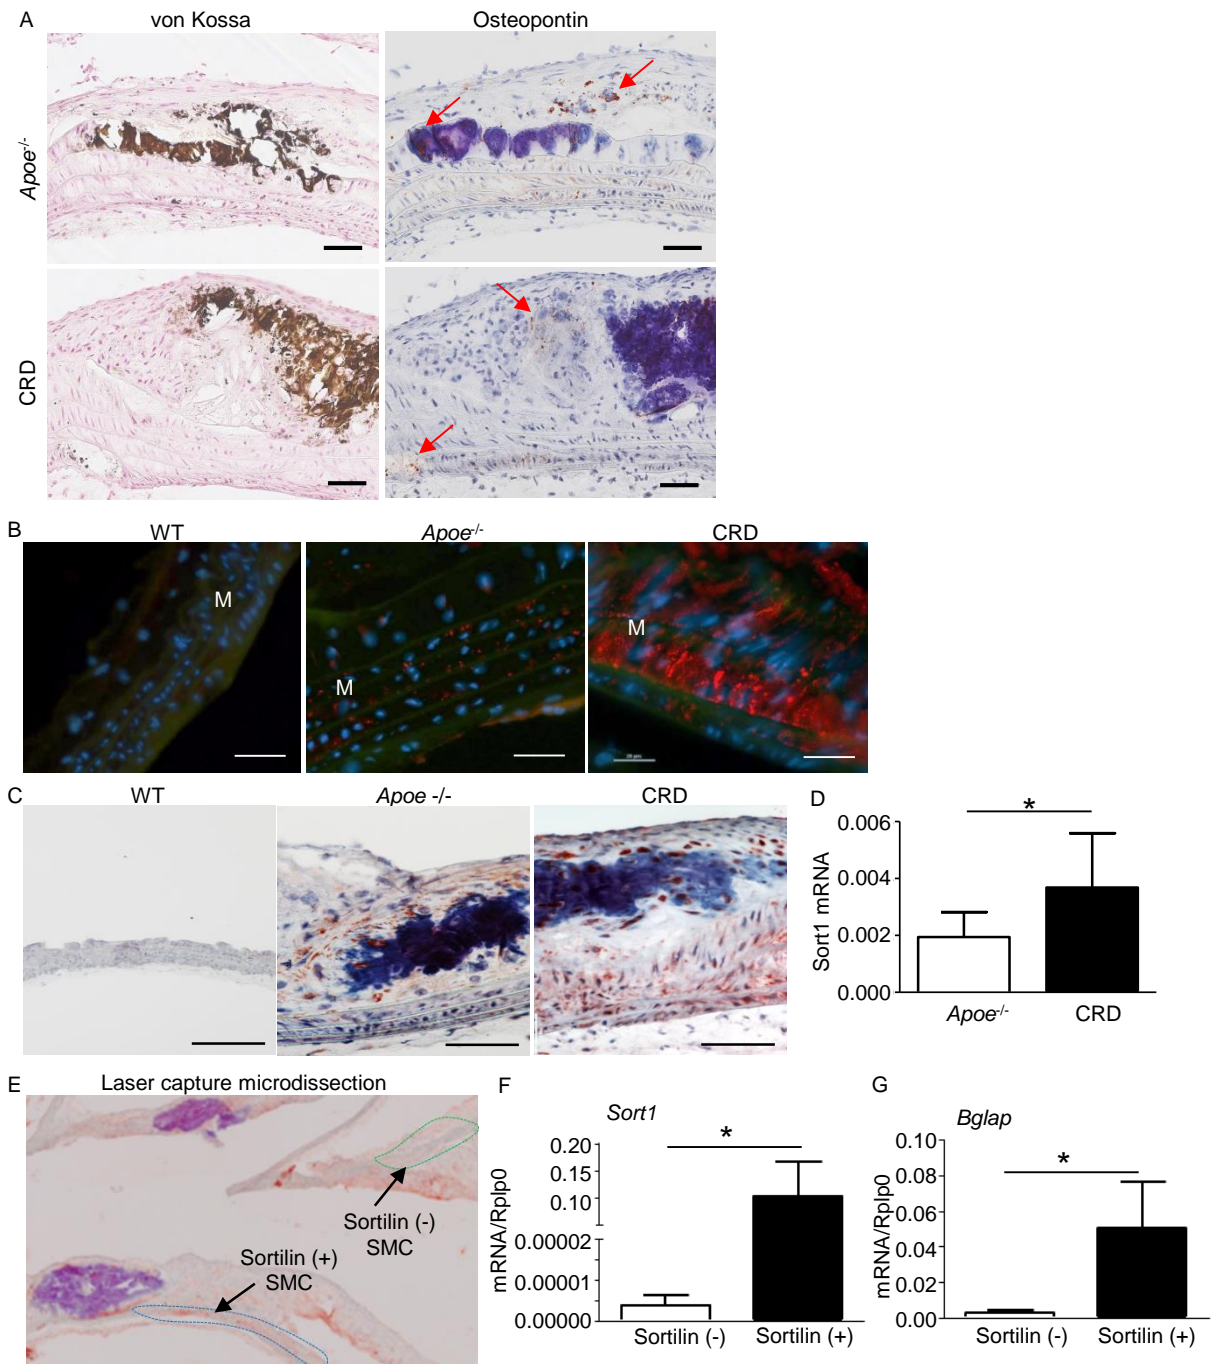 A
von Kossa
Osteopontin
Apoe-/-
CRD
B
WT
Apoe-/-
CRD
M
M
M
20 µm
C
WT
Apoe -/-
CRD
D
*
0.006
0.004
0.002
0.000
Sort1 mRNA
Apoe-/-
CRD
E
Laser capture microdissection
Sortilin (-)
SMC
Sortilin (+)
SMC
F
Sort1
*
0.20
0.15
0.10
0.00002
0.00001
0.00000
mRNA/Rplp0
Sortilin (-)
Sortilin (+)
G
Bglap
*
0.10
0.08
0.06
0.04
0.02
0.00
mRNA/Rplp0
Sortilin (-)
Sortilin (+)